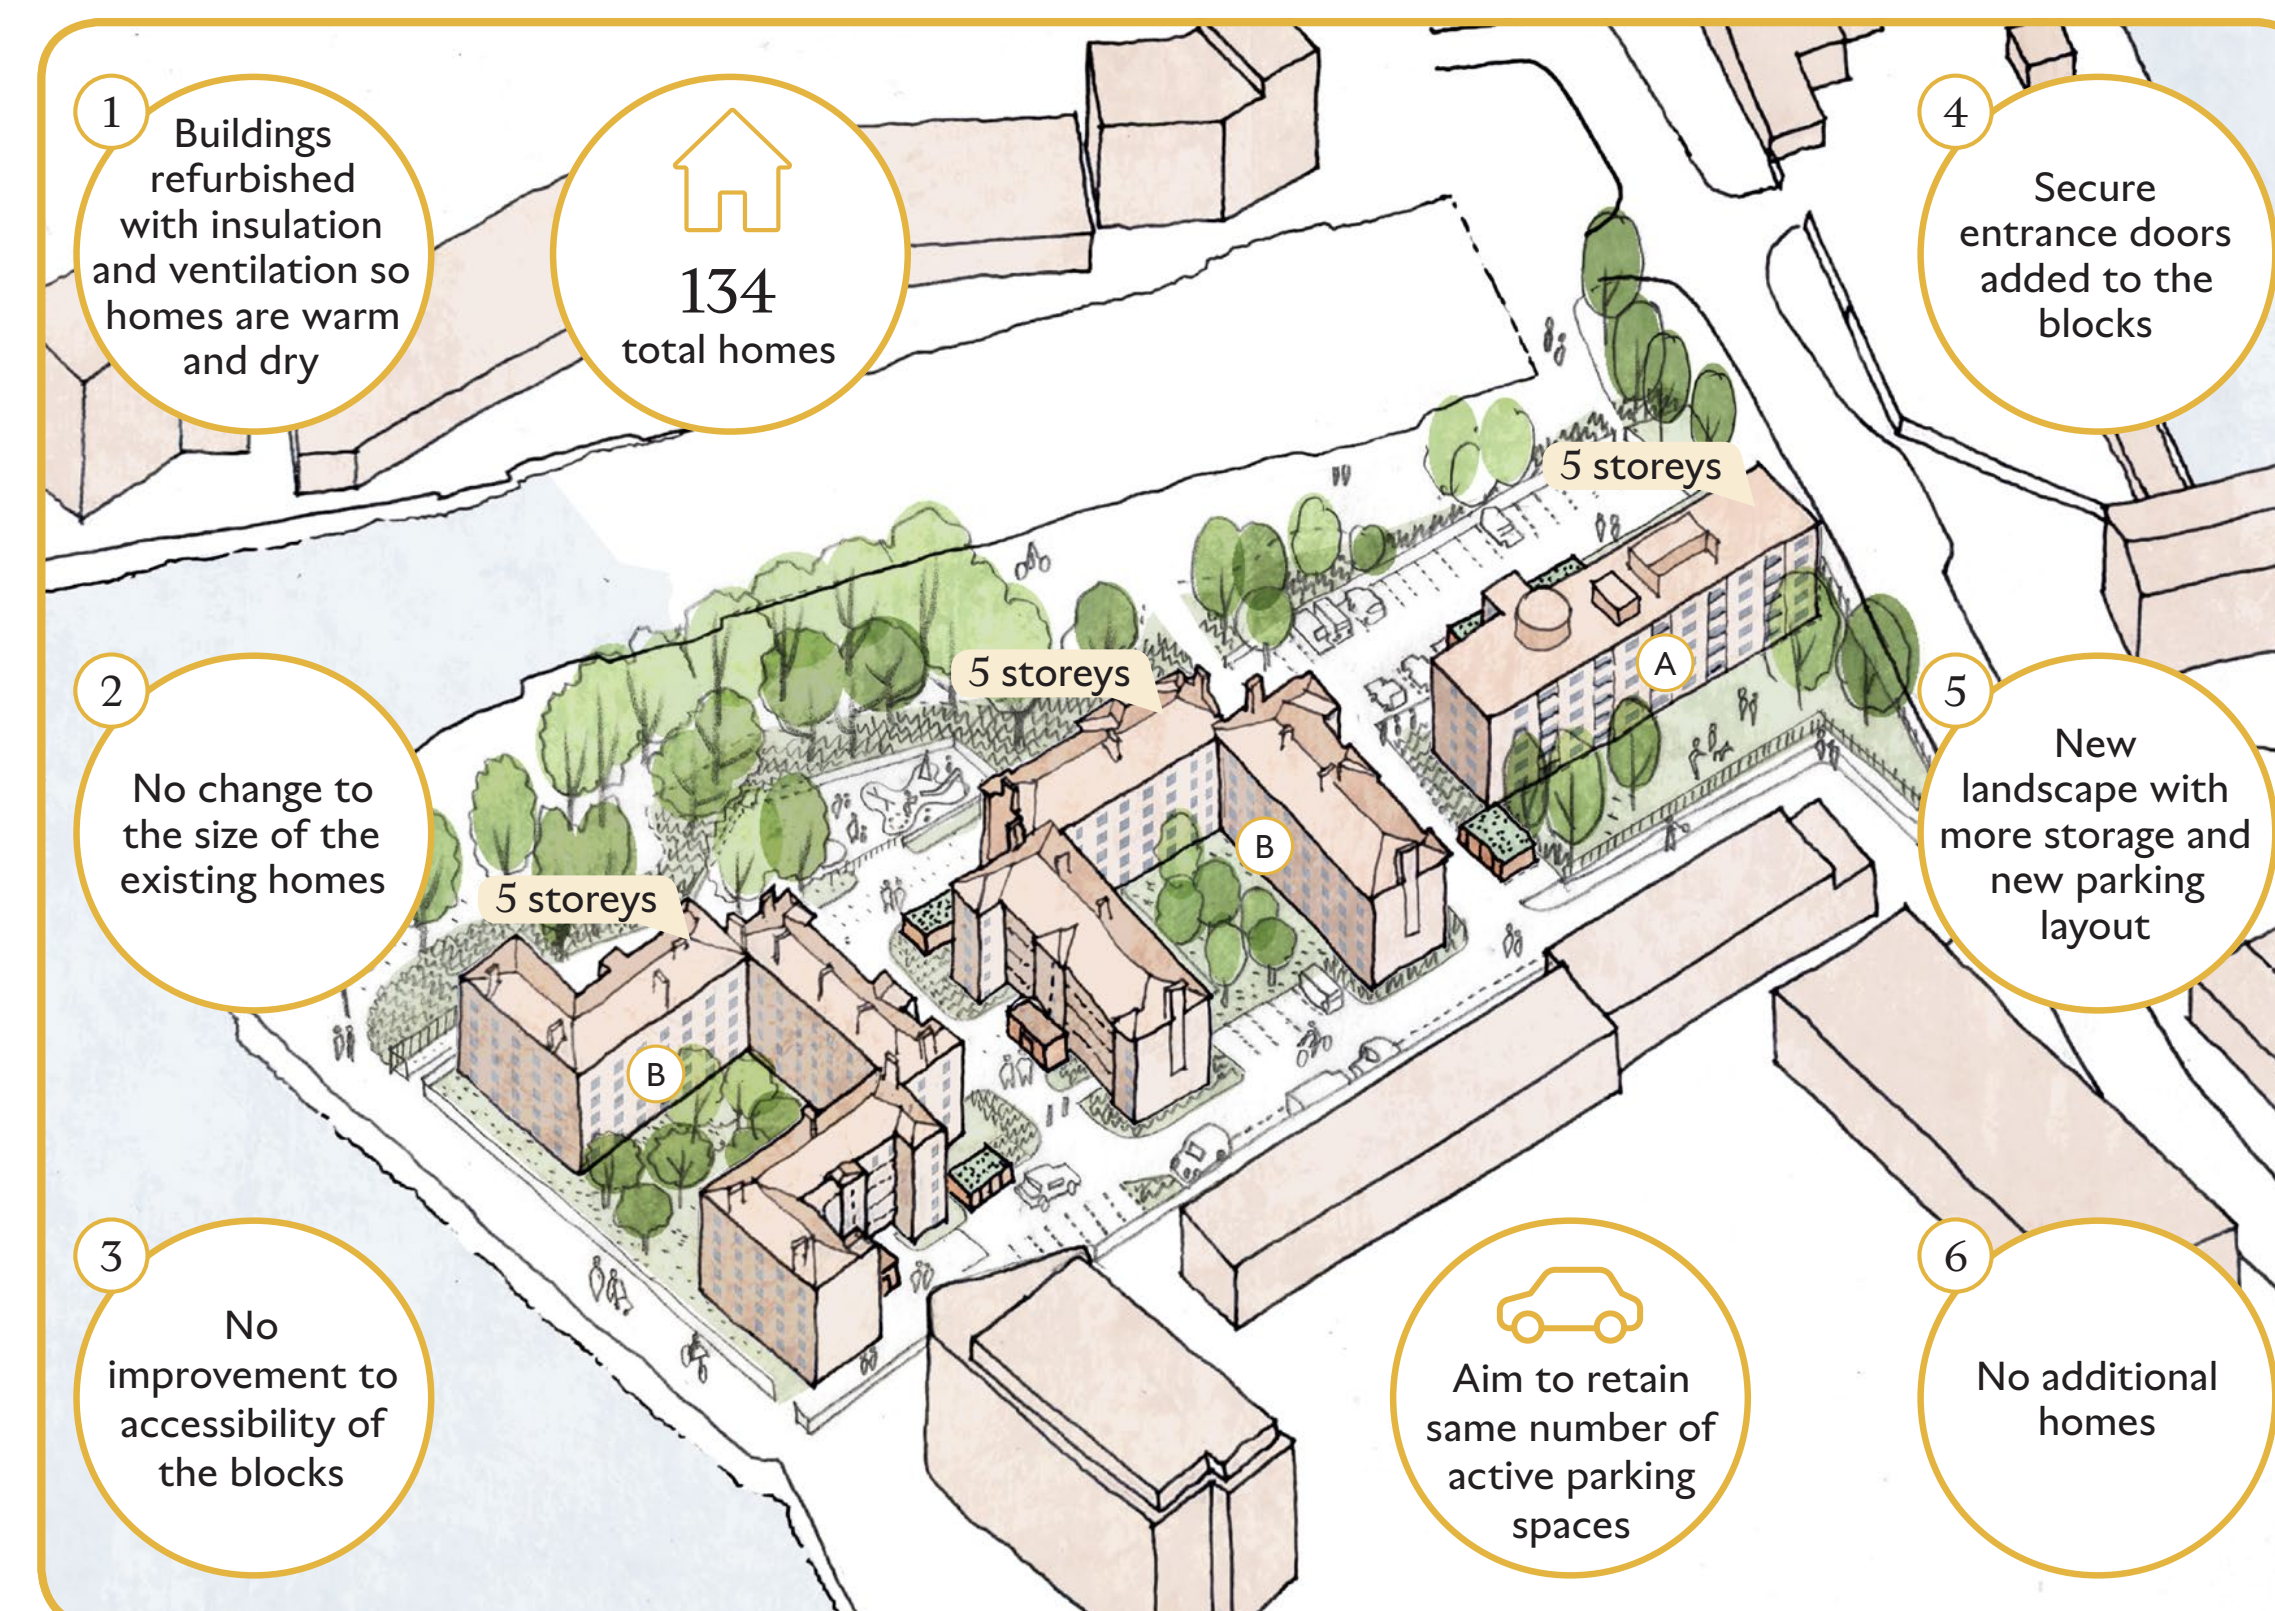 1
Buildings
refurbished
with insulation
and ventilation so
homes are warm
and dry
134
total homes
4
Secure
entrance doors
added to the
blocks
5 storeys
A
5 storeys
B
2
No change to
the size of the
existing homes
5 storeys
B
5
New
landscape with
more storage and
new parking
layout
3
No
improvement to
accessibility of
the blocks
Aim to retain
same number of
active parking
spaces
6
No additional
homes